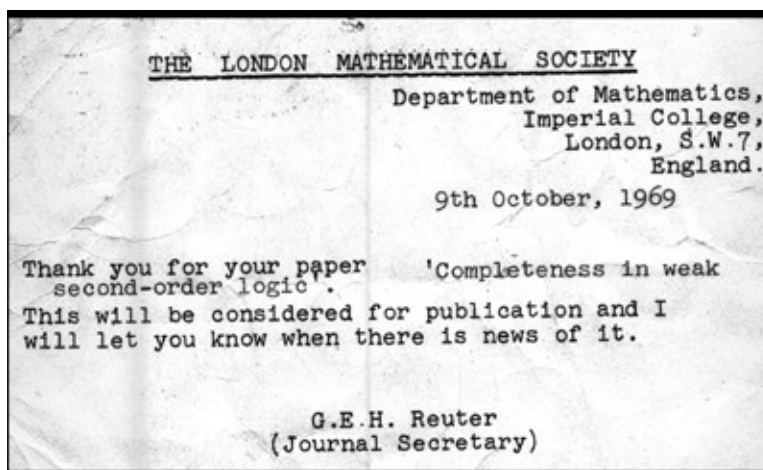 THE LONDON MATHEMATICAL SOCIETY
Department of Mathematics,
Imperial College,
London, S.W.7,
England.
9th October, 1969
Thank you for your paper 'Completeness in weak
second-order logic'.
This will be considered for publication and I
will let you know when there is news of it.
G.E.H. Reuter
(Journal Secretary)